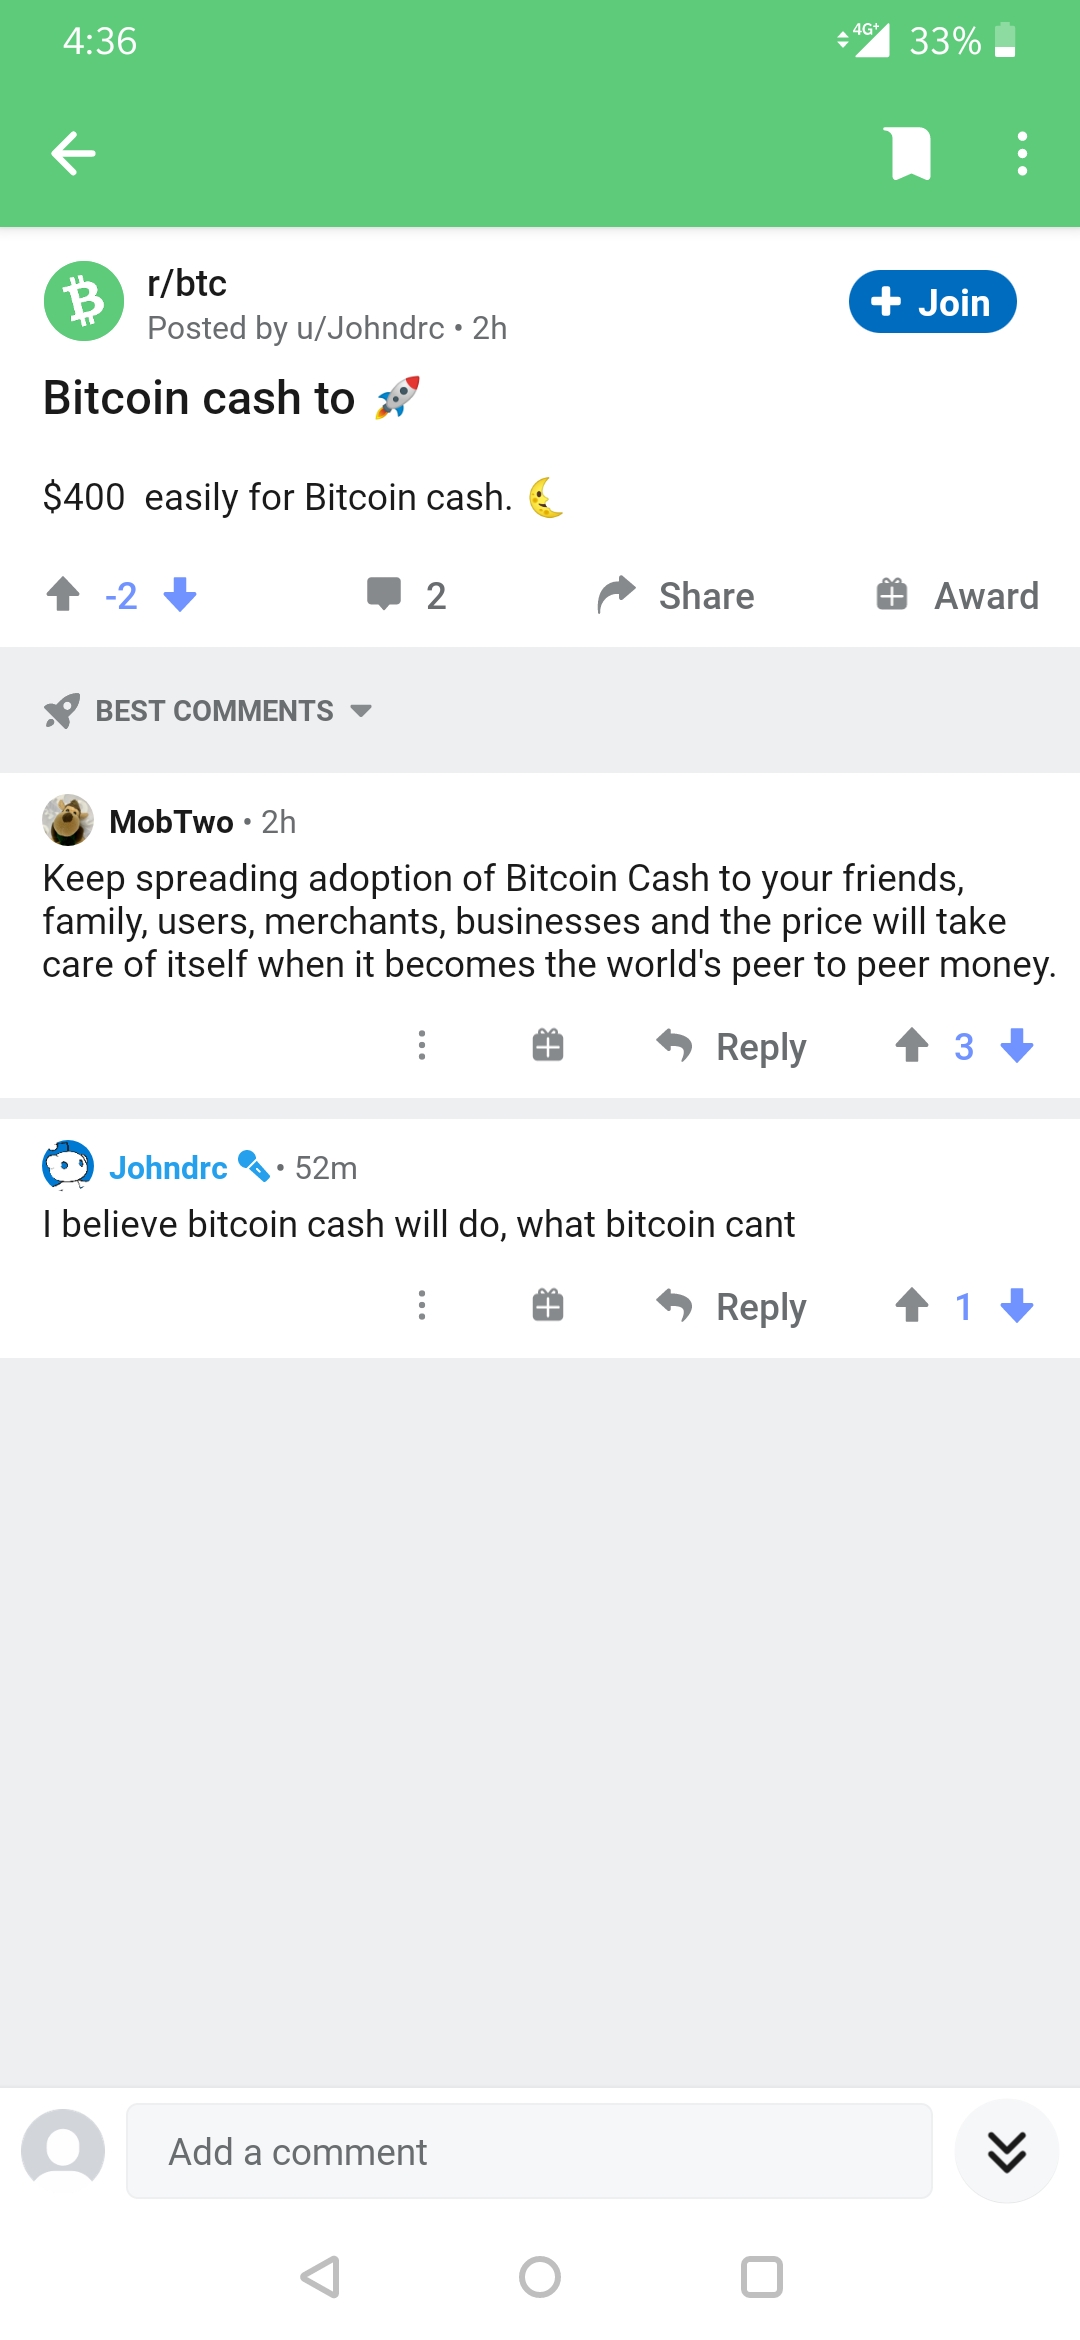 4:36
4G+ 33%
r/btc
Posted by u/Johndrc • 2h
+ Join
Bitcoin cash to 🚀
$400  easily for Bitcoin cash. 🌜
-2
2
Share
Award
BEST COMMENTS
MobTwo • 2h
Keep spreading adoption of Bitcoin Cash to your friends,
family, users, merchants, businesses and the price will take
care of itself when it becomes the world's peer to peer money.
Reply
3
Johndrc • 52m
I believe bitcoin cash will do, what bitcoin cant
Reply
1
Add a comment